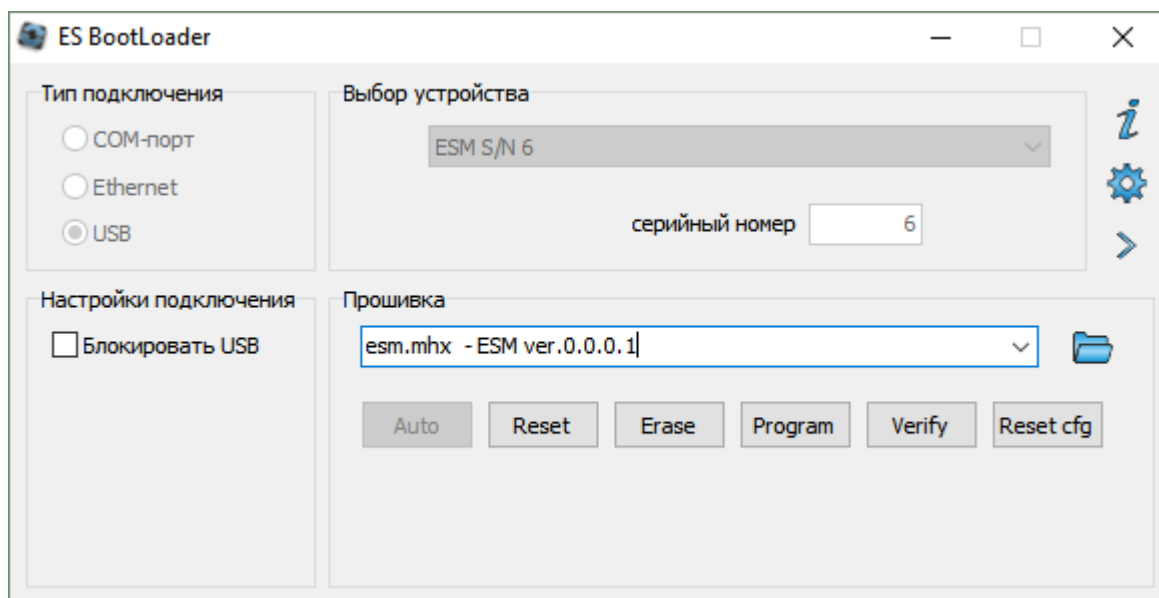 ES BootLoader
Тип подключения
COM-порт
Ethernet
USB
Выбор устройства
ESM S/N 6
серийный номер 6
Настройки подключения
Блокировать USB
Прошивка
esm.mhx - ESM ver.0.0.0.1
Auto Reset Erase Program Verify Reset cfg